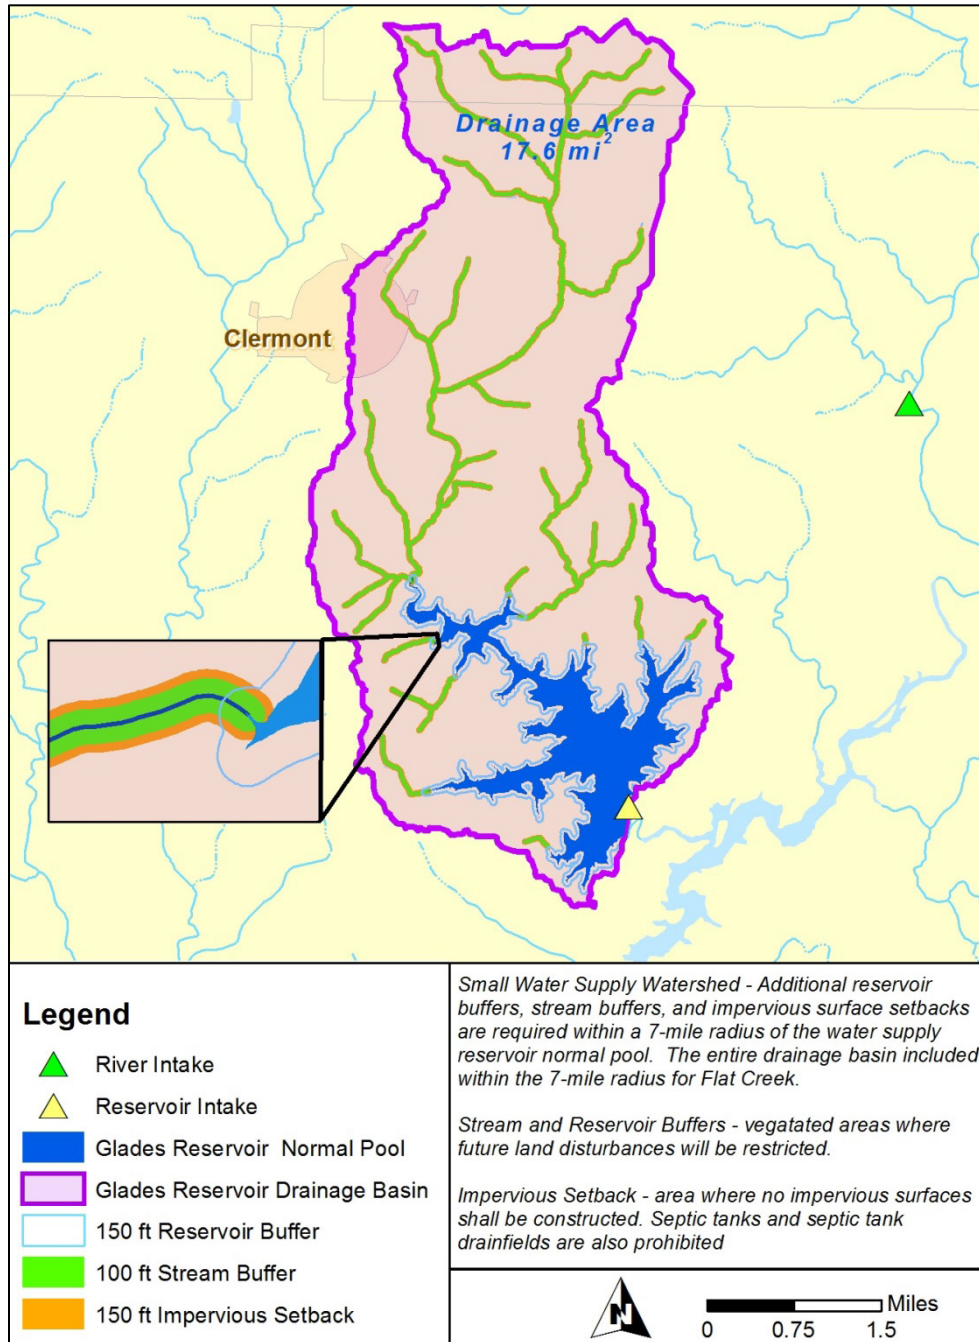 Drainage Area
17.6 mi²
Clermont
Legend
River Intake
Reservoir Intake
Glades Reservoir Normal Pool
Glades Reservoir Drainage Basin
150 ft Reservoir Buffer
100 ft Stream Buffer
150 ft Impervious Setback
Small Water Supply Watershed - Additional reservoir
buffers, stream buffers, and impervious surface setbacks
are required within a 7-mile radius of the water supply
reservoir normal pool. The entire drainage basin included
within the 7-mile radius for Flat Creek.
Stream and Reservoir Buffers - vegatated areas where
future land disturbances will be restricted.
Impervious Setback - area where no impervious surfaces
shall be constructed. Septic tanks and septic tank
drainfields are also prohibited
N
Miles
0 0.75 1.5